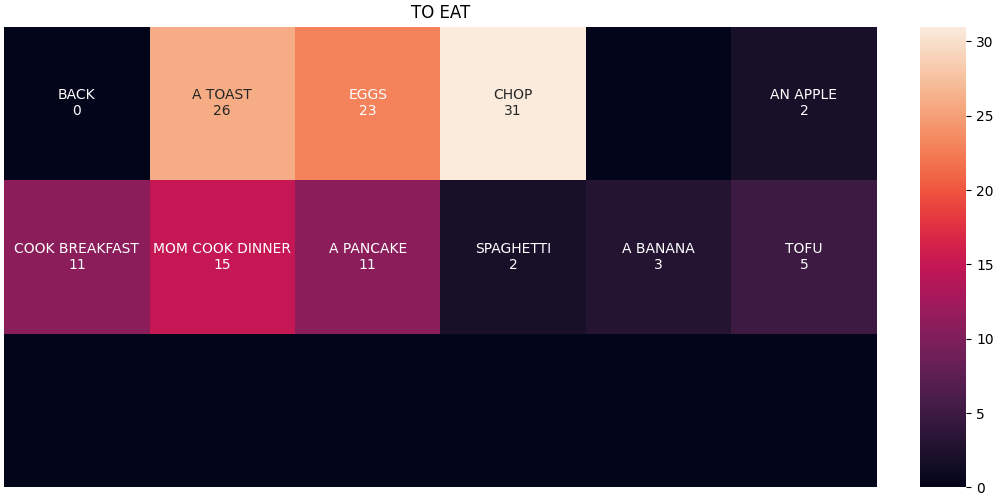 TO EAT
BACK
0
A TOAST
26
EGGS
23
CHOP
31
AN APPLE
2
COOK BREAKFAST
11
MOM COOK DINNER
15
A PANCAKE
11
SPAGHETTI
2
A BANANA
3
TOFU
5
30
25
20
15
10
5
0